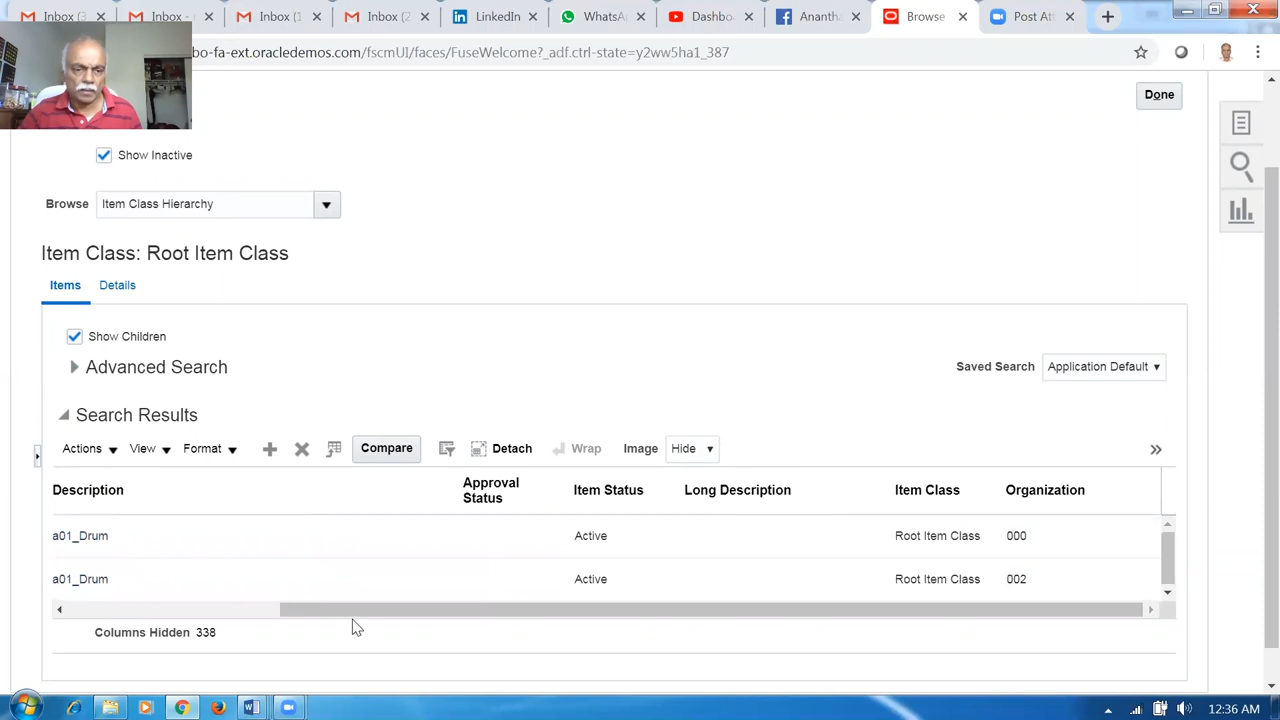 Inbox (3
Inbox (
Inbox (
Inbox (2
LinkedIn
WhatsA
Dashbo
Anantha
Browse
Post Att
bo-fa-ext.oracledemos.com/fscmUI/faces/FuseWelcome?_adf.ctrl-state=y2ww5ha1_387
Done
Show Inactive
Browse Item Class Hierarchy
Item Class: Root Item Class
Items Details
Show Children
Advanced Search Saved Search Application Default
Search Results
Actions View Format Compare Detach Wrap Image Hide
Description Approval Status Item Status Long Description Item Class Organization
a01_Drum Active Root Item Class 000
a01_Drum Active Root Item Class 002
Columns Hidden 338
12:36 AM